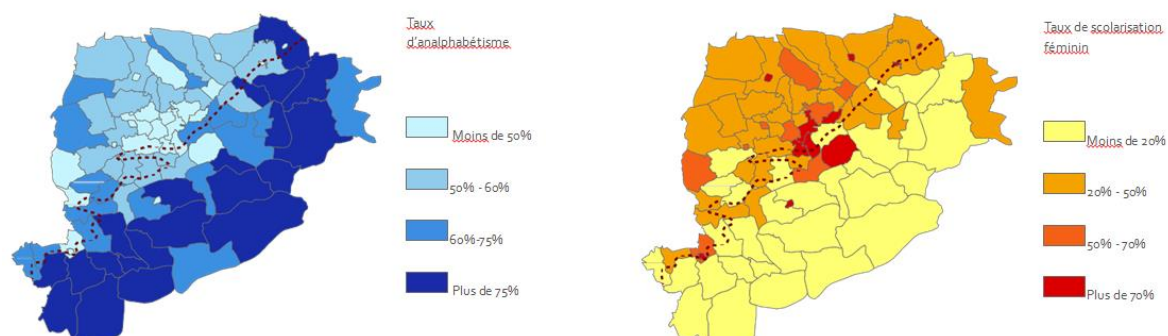 Taux
d'analphabétisme
Moins de 50%
50% - 60%
60%-75%
Plus de 75%
Taux de scolarisation
féminin
Moins de 20%
20% - 50%
50% - 70%
Plus de 70%